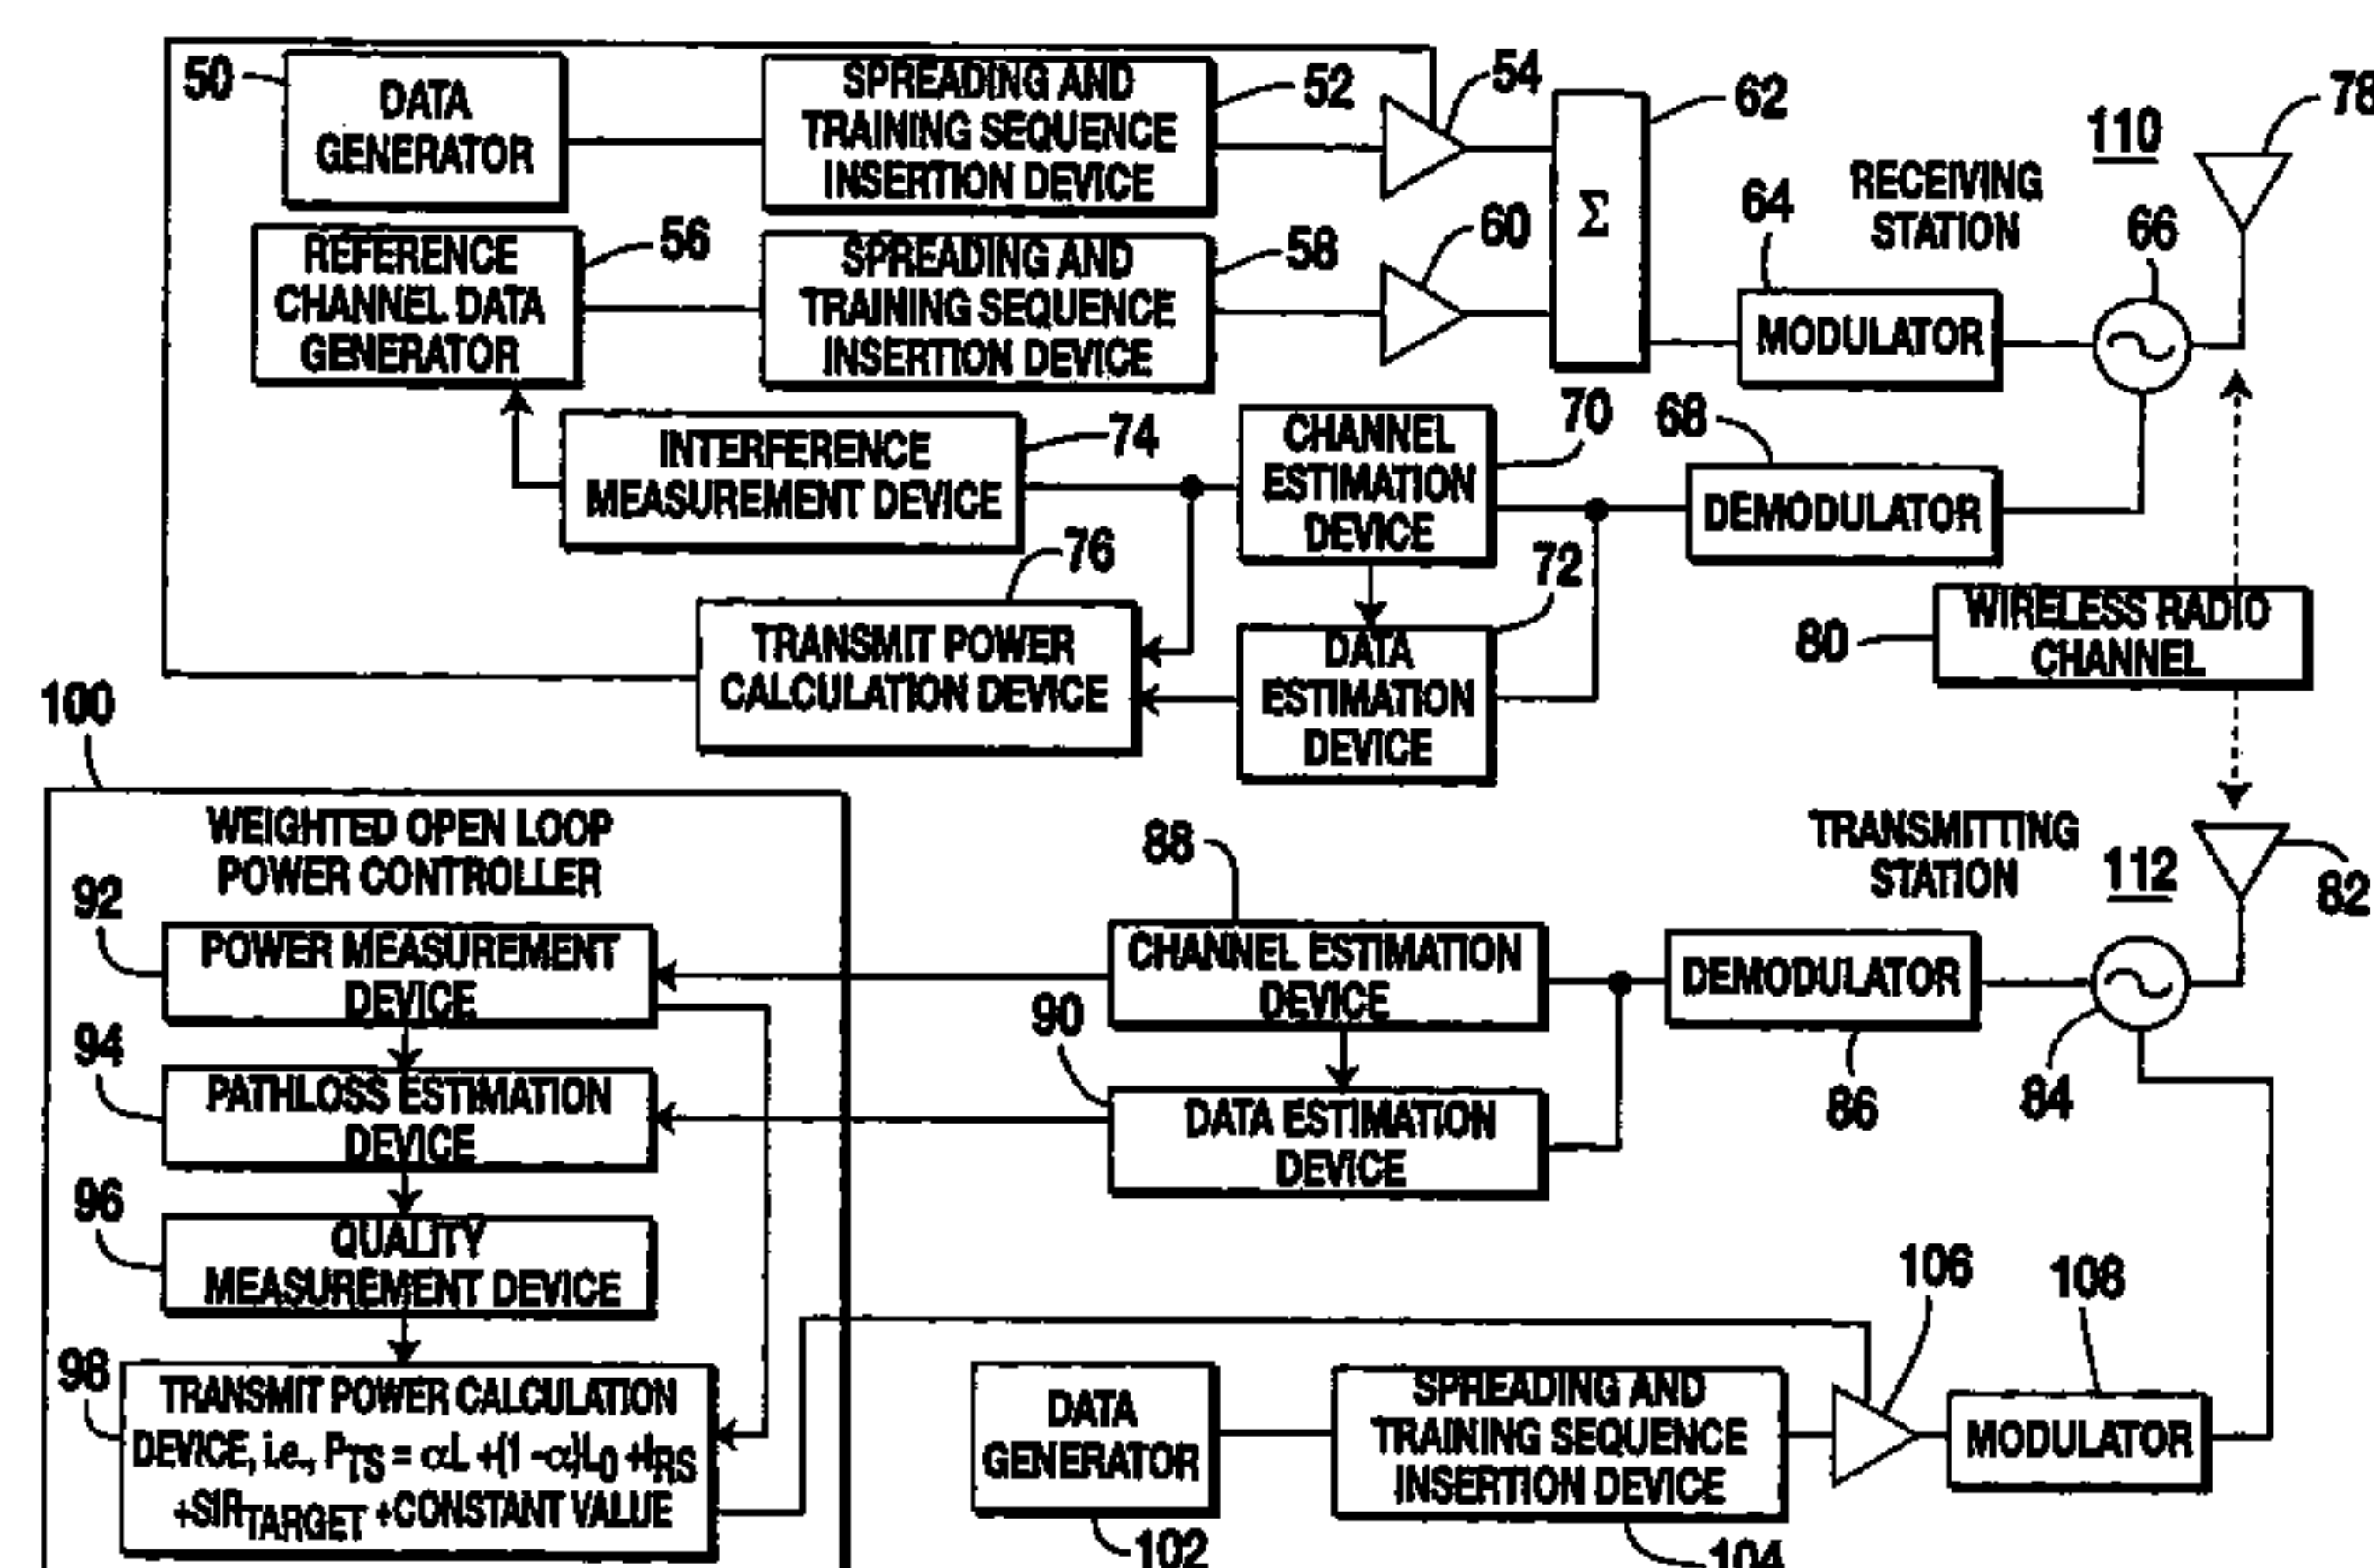 50
DATA
GENERATOR
SPREADING AND
TRAINING SEQUENCE
INSERTION DEVICE
52
54
62
Σ
110
78
RECEIVING
STATION
64
66
MODULATOR
REFERENCE
CHANNEL DATA
GENERATOR
56
SPREADING AND
TRAINING SEQUENCE
INSERTION DEVICE
58
60
INTERFERENCE
MEASUREMENT DEVICE
74
CHANNEL
ESTIMATION
DEVICE
70
68
DEMODULATOR
76
TRANSMIT POWER
CALCULATION DEVICE
72
DATA
ESTIMATION
DEVICE
80
WIRELESS RADIO
CHANNEL
100
WEIGHTED OPEN LOOP
POWER CONTROLLER
92
POWER MEASUREMENT
DEVICE
94
PATHLOSS ESTIMATION
DEVICE
96
QUALITY
MEASUREMENT DEVICE
98
TRANSMIT POWER CALCULATION
DEVICE, i.e., PTS = αL +(1 -α)L0 +IRS
+SIRTARGET +CONSTANT VALUE
88
CHANNEL ESTIMATION
DEVICE
90
DATA ESTIMATION
DEVICE
TRANSMITTING
STATION
112
82
DEMODULATOR
86
84
106
108
DATA
GENERATOR
102
SPREADING AND
TRAINING SEQUENCE
INSERTION DEVICE
104
MODULATOR